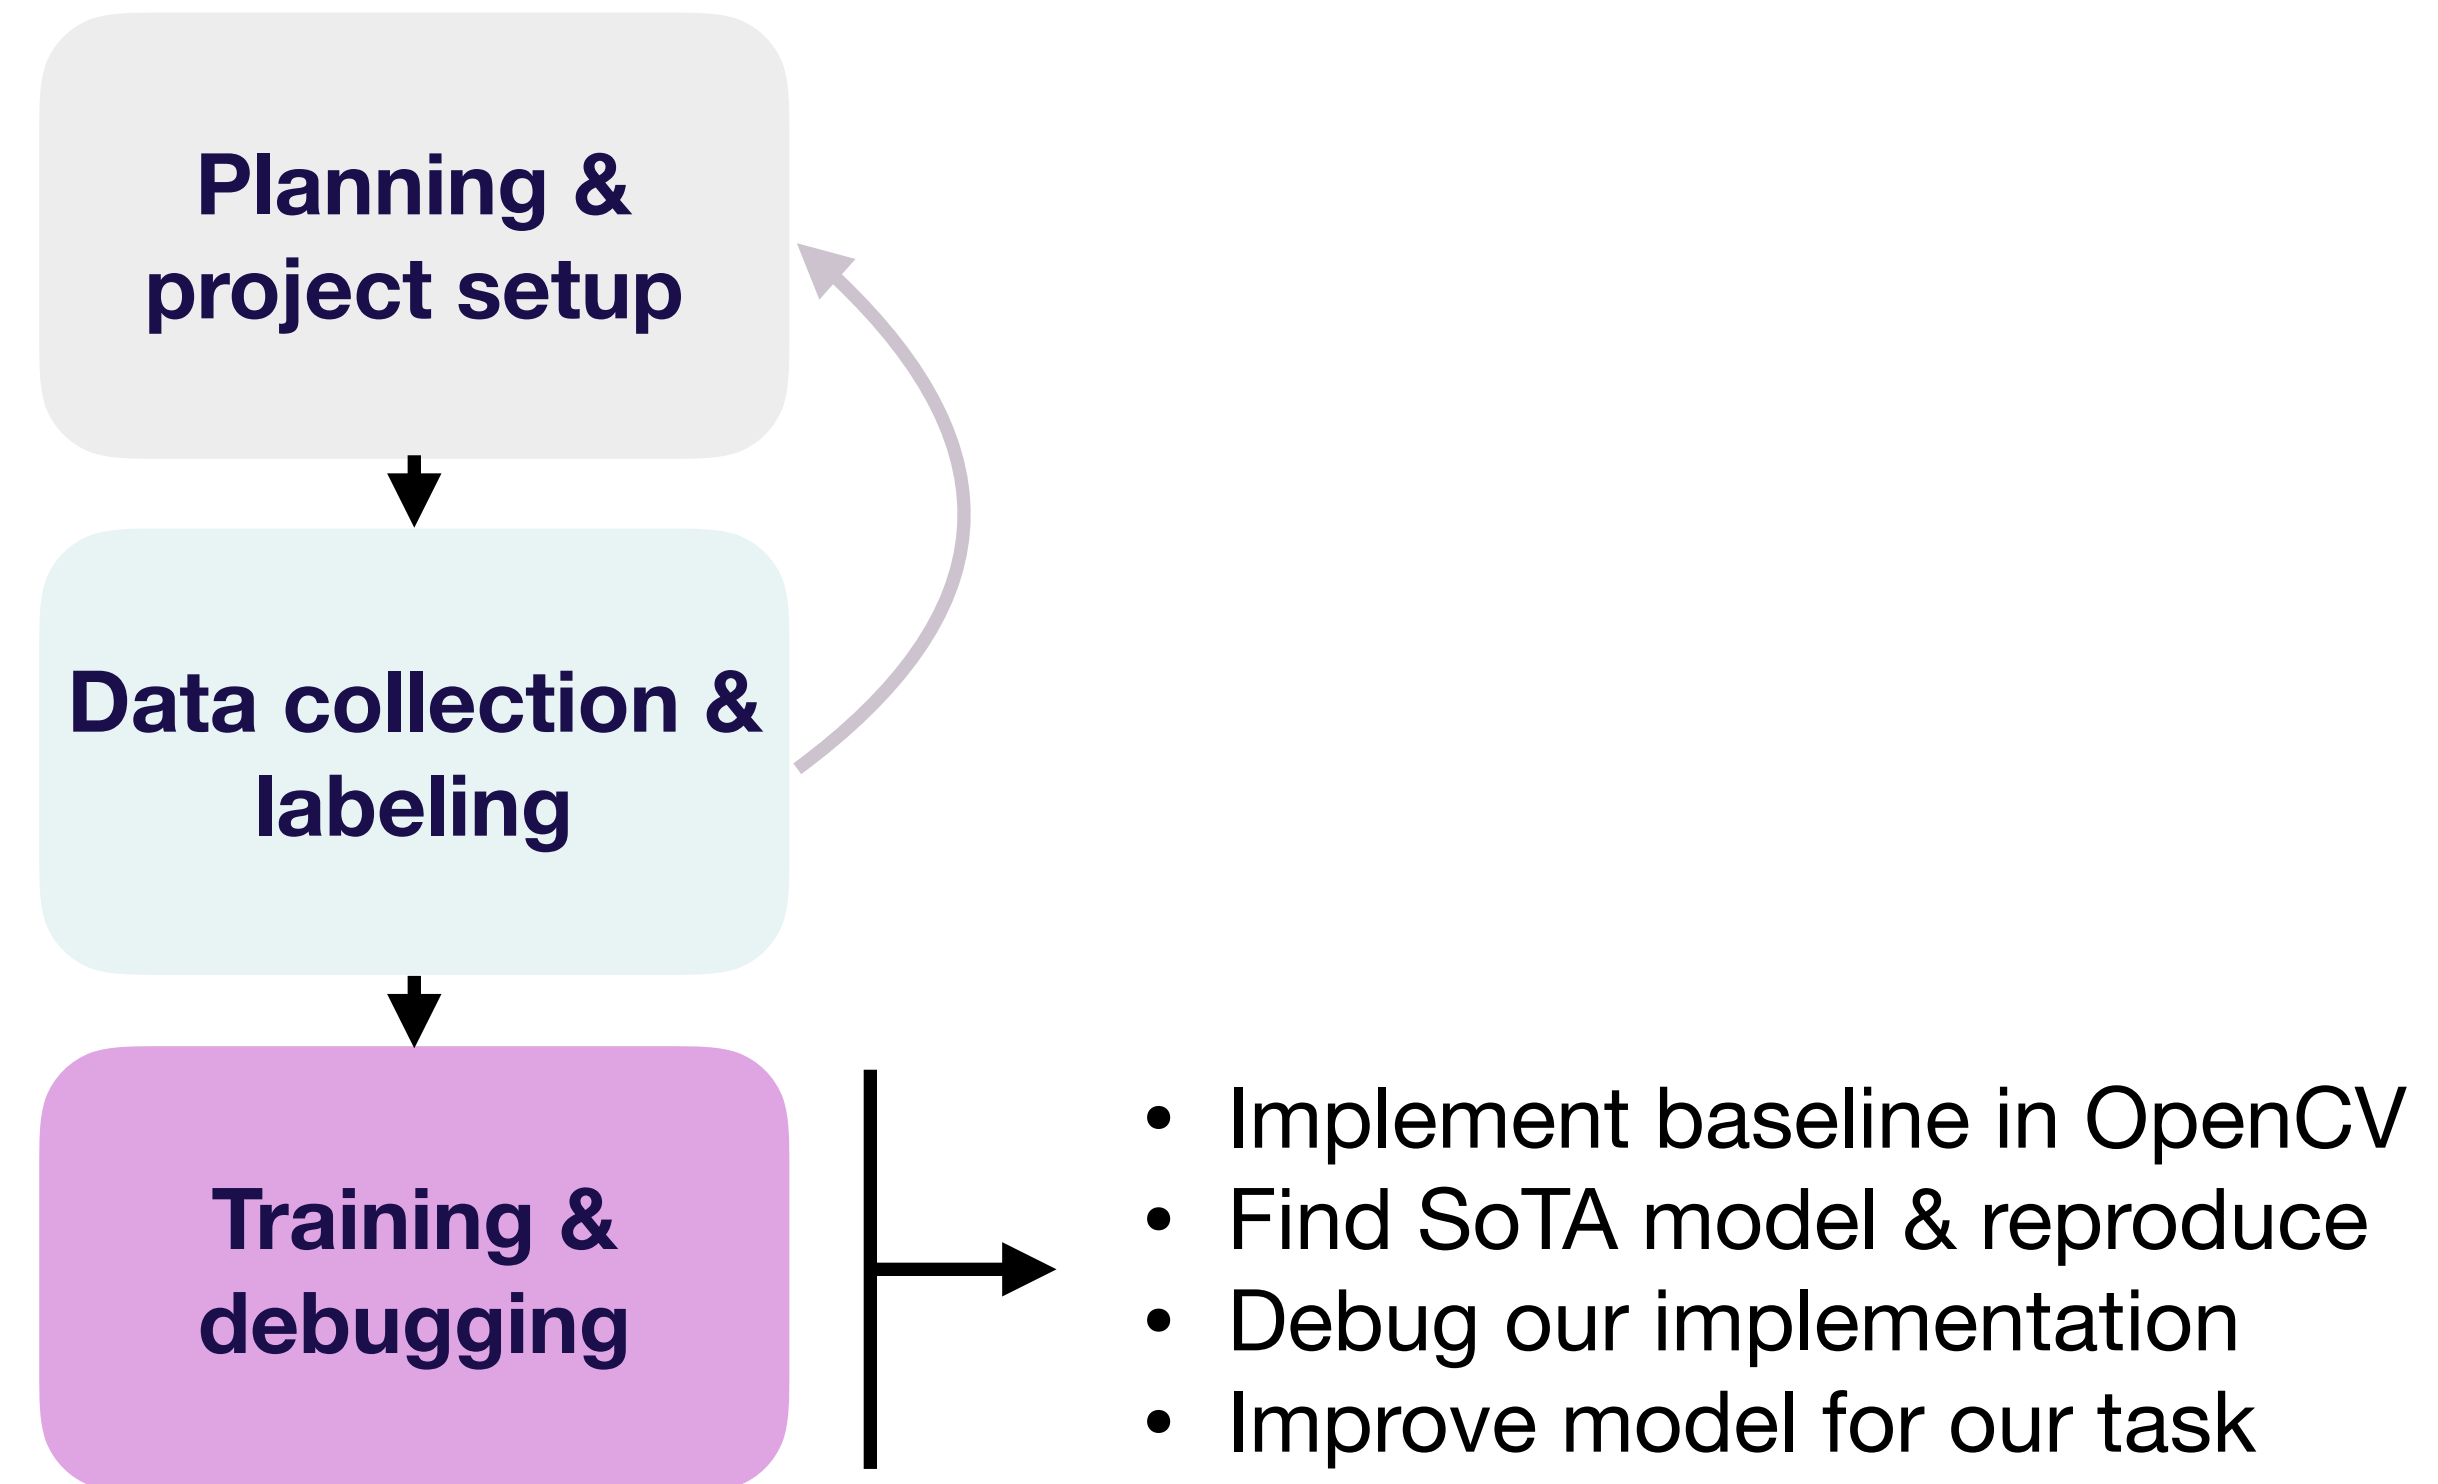 Planning &
project setup
Data collection &
labeling
Training &
debugging
• Implement baseline in OpenCV
• Find SoTA model & reproduce
• Debug our implementation
• Improve model for our task